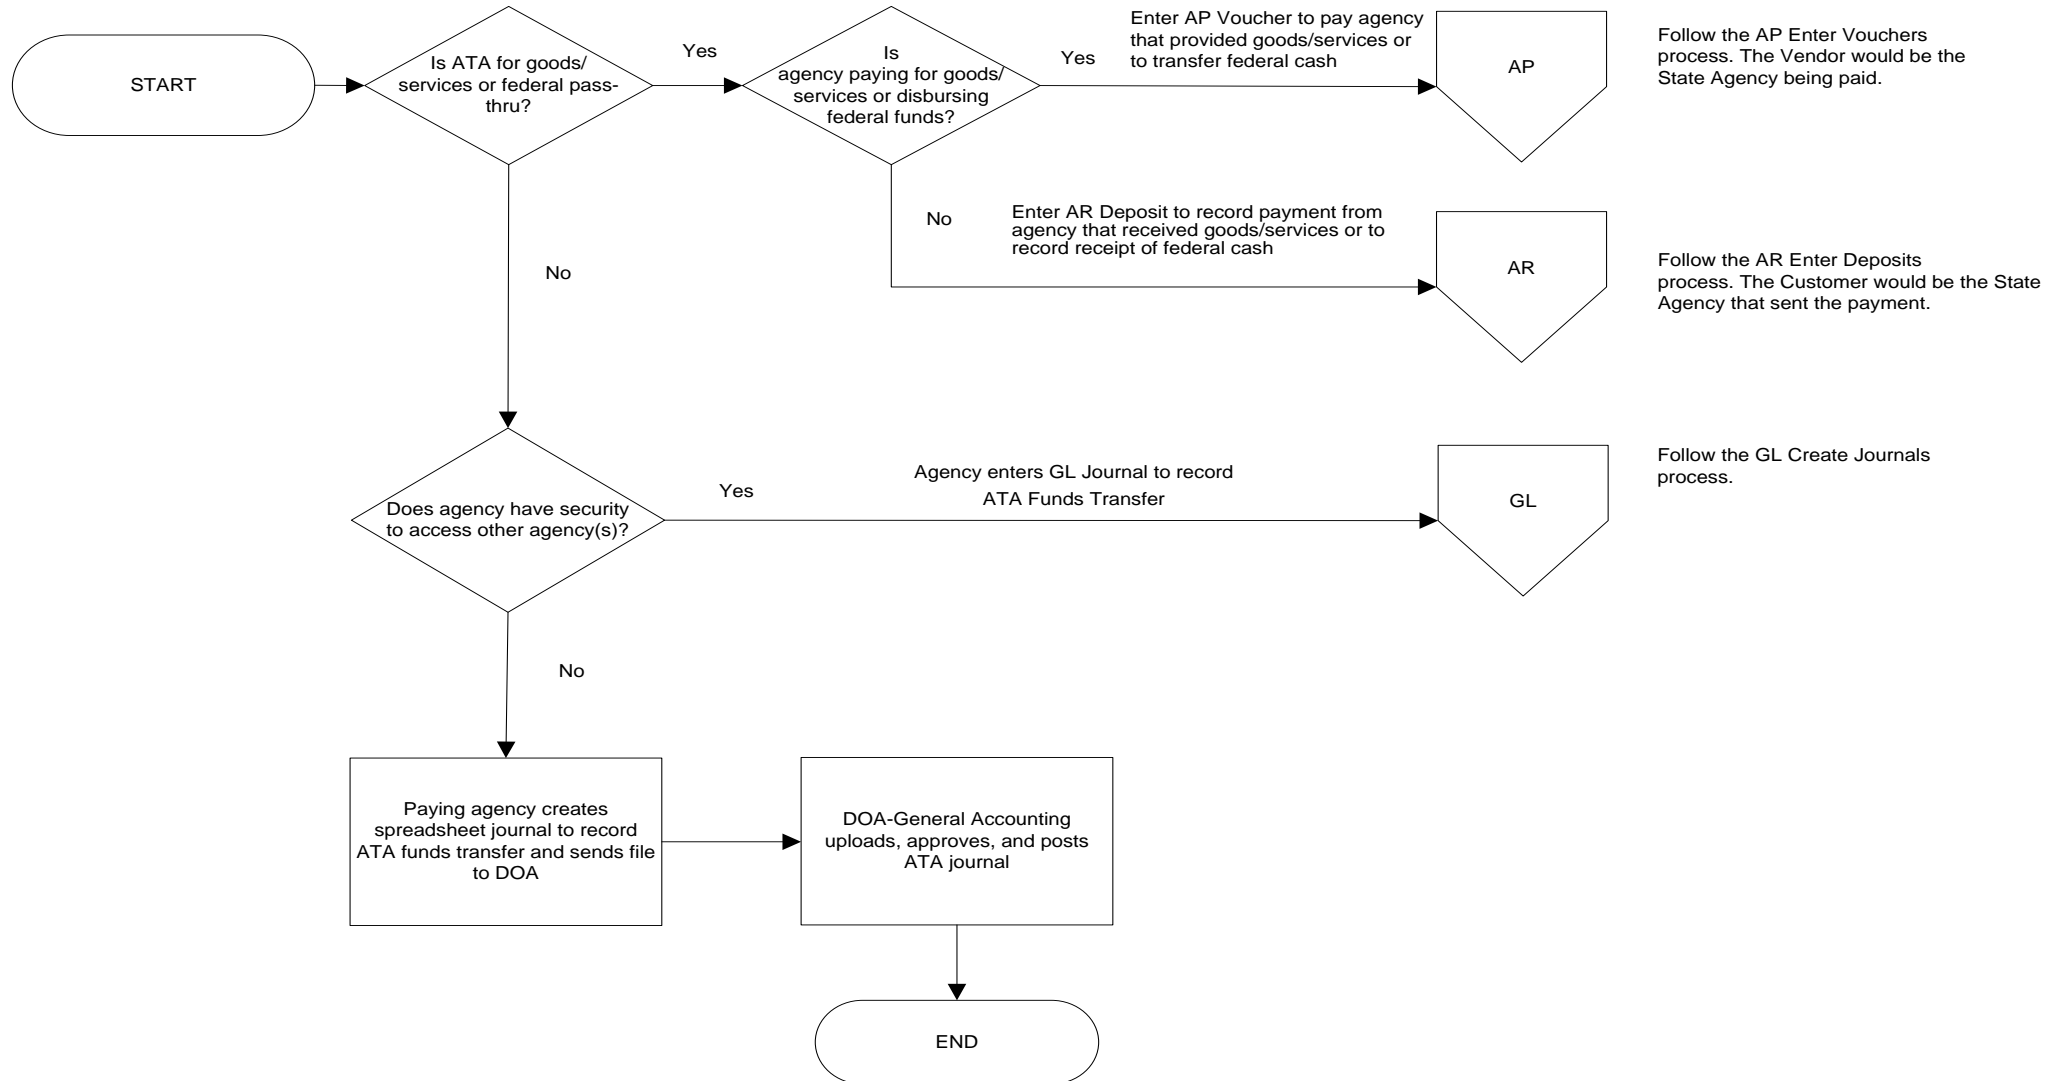 START
Is ATA for goods/
services or federal pass-
thru?
Yes
Is
agency paying for goods/
services or disbursing
federal funds?
Yes
Enter AP Voucher to pay agency
that provided goods/services or
to transfer federal cash
AP
Follow the AP Enter Vouchers
process. The Vendor would be the
State Agency being paid.
No
Enter AR Deposit to record payment from
agency that received goods/services or to
record receipt of federal cash
AR
Follow the AR Enter Deposits
process. The Customer would be the State
Agency that sent the payment.
No
Does agency have security
to access other agency(s)?
Yes
Agency enters GL Journal to record
ATA Funds Transfer
GL
Follow the GL Create Journals
process.
No
Paying agency creates
spreadsheet journal to record
ATA funds transfer and sends file
to DOA
DOA-General Accounting
uploads, approves, and posts
ATA journal
END